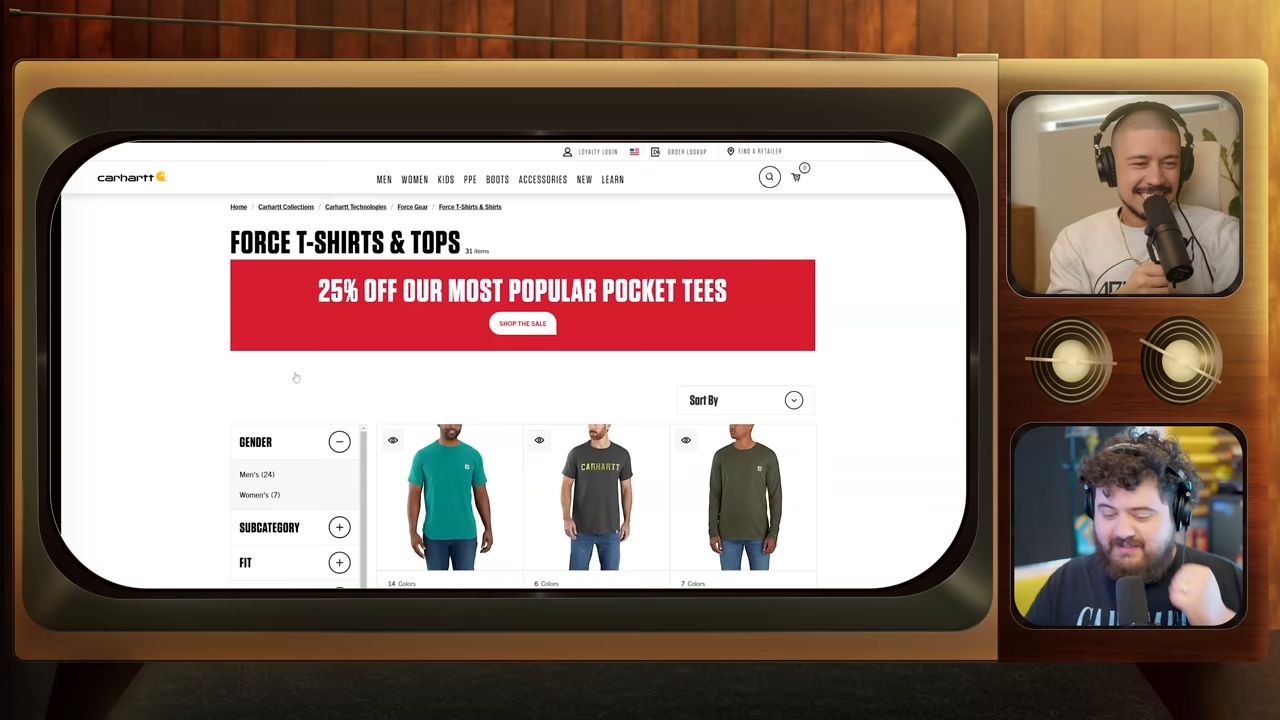 LOYALTY LOGIN
ORDER LOOKUP
FIND A RETAILER
carhartt
MEN WOMEN KIDS PPE BOOTS ACCESSORIES NEW LEARN
0
Home / Carhartt Collections / Carhartt Technologies / Force Gear / Force T-Shirts & Shirts
FORCE T-SHIRTS & TOPS 31 items
25% OFF OUR MOST POPULAR POCKET TEES
SHOP THE SALE
Sort By
GENDER
Men's (24)
Women's (7)
SUBCATEGORY
FIT
CARHARTT
14 Colors
6 Colors
7 Colors